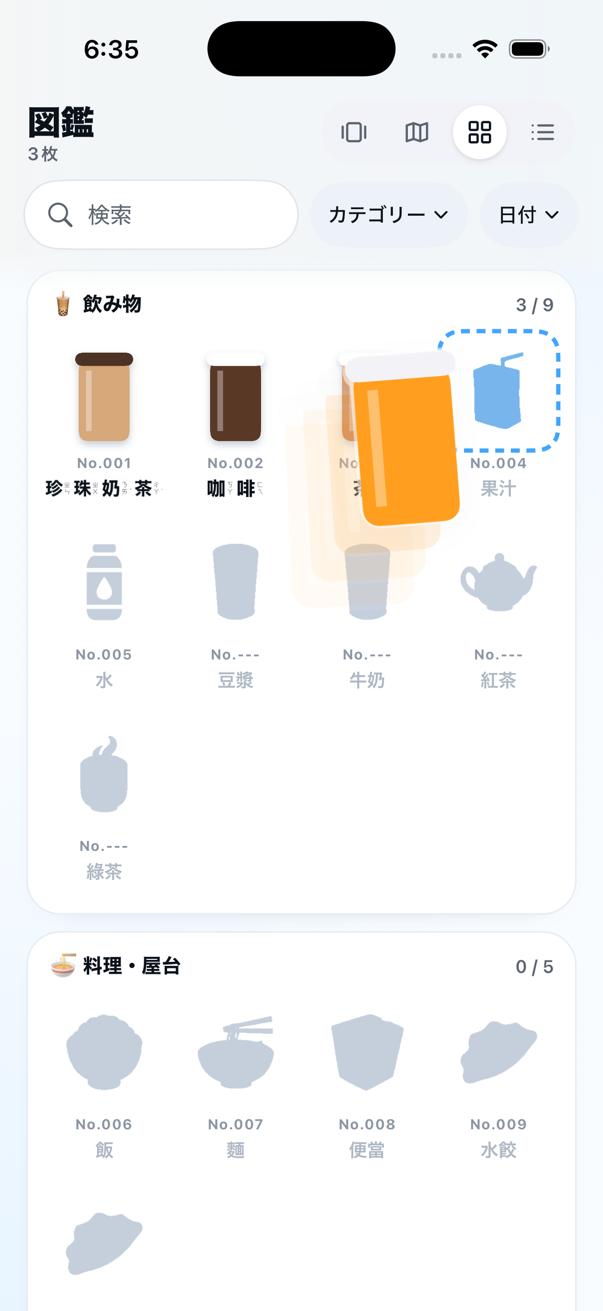 6:35
図鑑
3枚
検索
カテゴリー
日付
飲み物
3 / 9
No.001
No.002
No.004
珍珠奶茶
咖啡
果汁
No.005
No.---
No.---
No.---
水
豆漿
牛奶
紅茶
No.---
綠茶
料理・屋台
0 / 5
No.006
No.007
No.008
No.009
飯
麵
便當
水餃